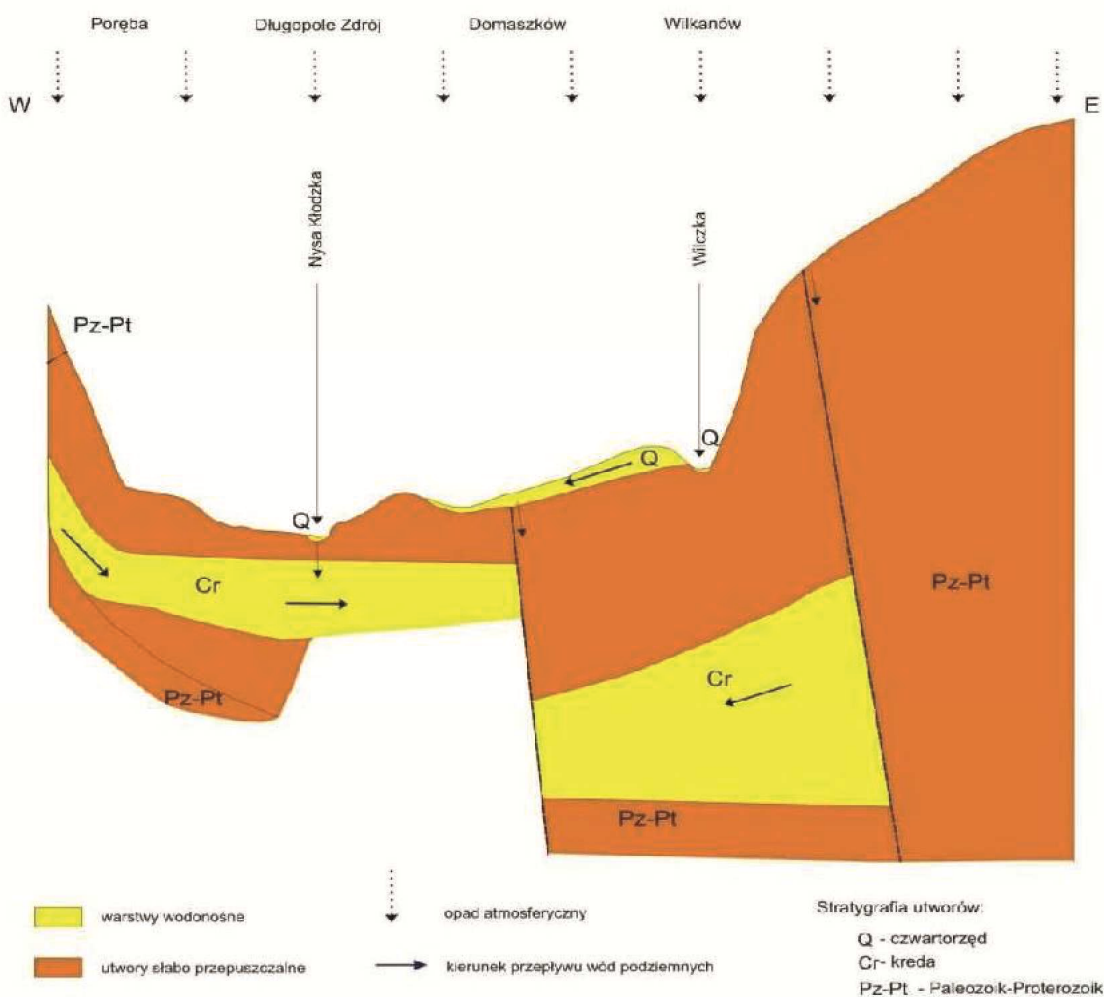 Poręba Długopole Zdrój Domaszków Wilkanów
W E
Nysa Kłodzka
Wilczka
Pz-Pt
Q
Q
Q
Cr
Pz-Pt
Cr
Pz-Pt
Pz-Pt
warstwy wodonośne
utwory słabo przepuszczalne
opad atmosferyczny
kierunek przepływu wód podziemnych
Stratygrafia utworów:
Q - czwartorzęd
Cr- kreda
Pz-Pt - Paleozoik-Proterozoik